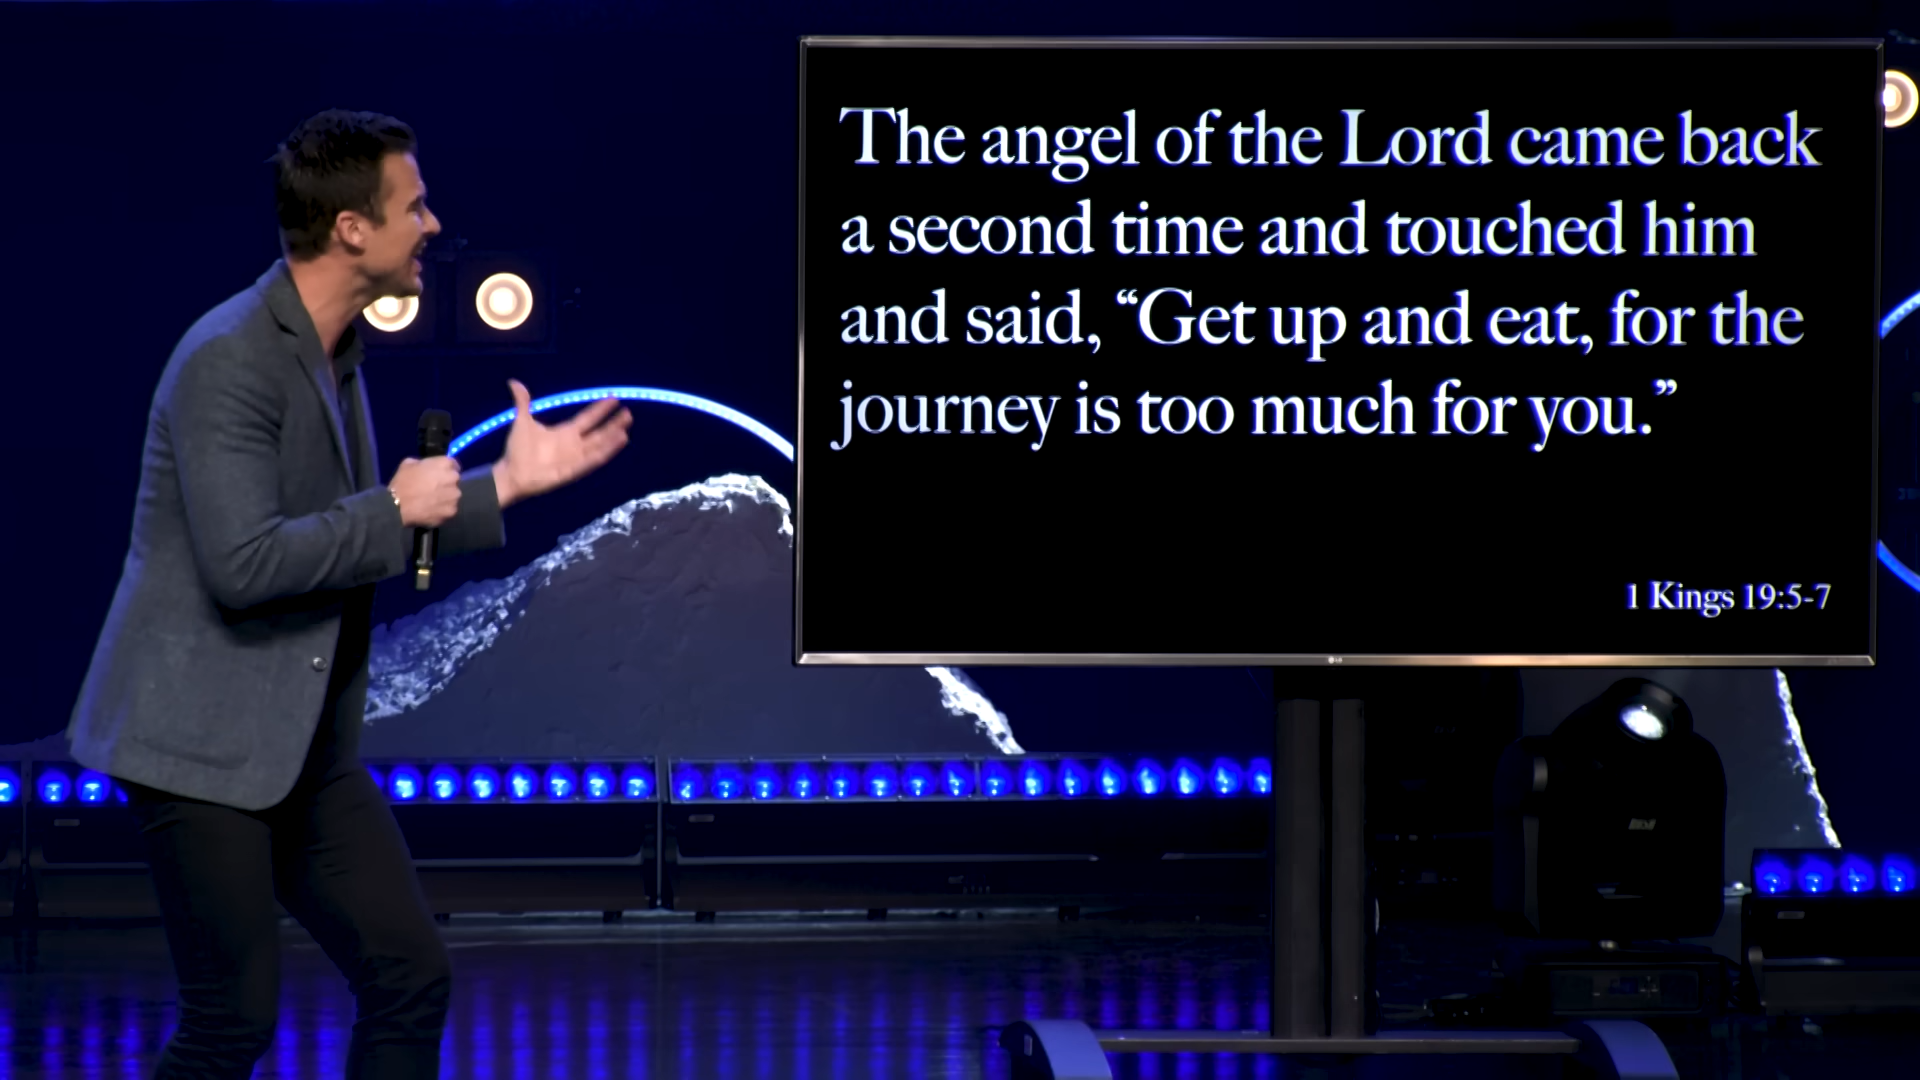 The angel of the Lord came back
a second time and touched him
and said, “Get up and eat, for the
journey is too much for you.”
1 Kings 19:5-7
LG